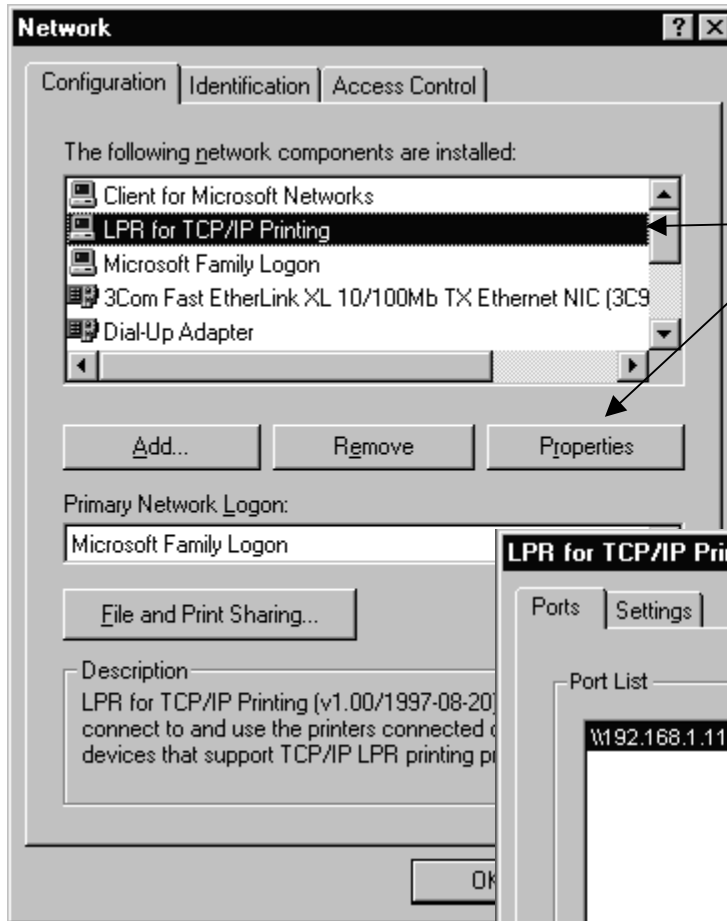 Network
Configuration Identification Access Control
The following network components are installed:
Client for Microsoft Networks
LPR for TCP/IP Printing
Microsoft Family Logon
3Com Fast EtherLink XL 10/100Mb TX Ethernet NIC (3C9
Dial-Up Adapter
Add... Remove Properties
Primary Network Logon:
Microsoft Family Logon
File and Print Sharing...
Description
LPR for TCP/IP Printing (v1.00/1997-08-20)
connect to and use the printers connected
devices that support TCP/IP LPR printing
OK
LPR for TCP/IP
Ports Settings
Port List
\\192.168.1.11